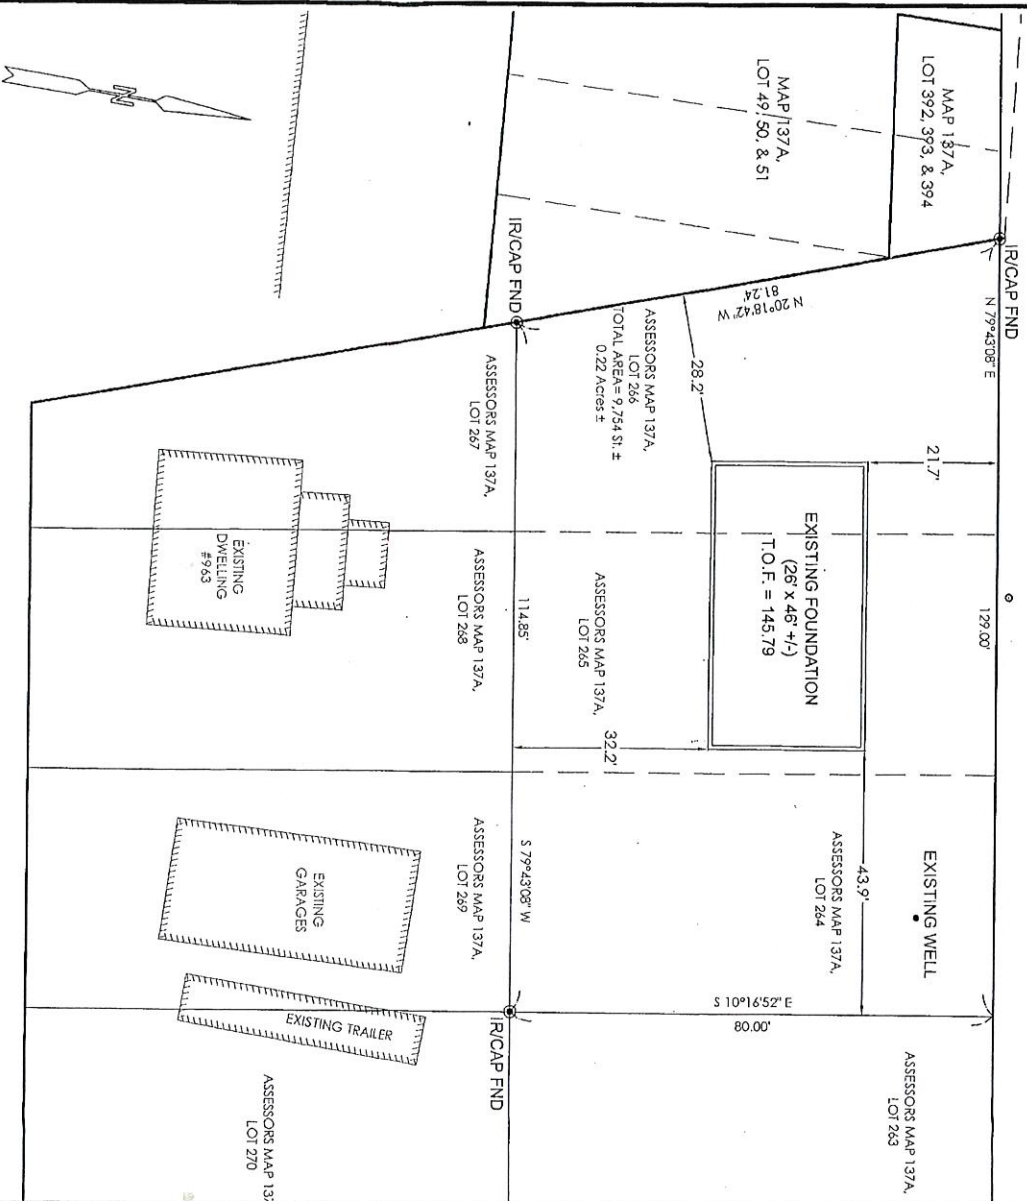 MAP 137A,
LOT 392, 393, & 394
MAP 137A,
LOT 49, 50, & 51
N
IR/CAP FND
N 79°43'08" E
129.00'
IR/CAP FND
N 20°18'42" W
81.24'
28.2'
21.7'
ASSESSORS MAP 137A,
LOT 266
TOTAL AREA= 9,754 Sf. ±
0.22 Acres ±
EXISTING FOUNDATION
(26' x 46' +/-)
T.O.F. = 145.79
ASSESSORS MAP 137A,
LOT 265
32.2'
43.9'
EXISTING WELL
ASSESSORS MAP 137A,
LOT 264
S 10°16'52" E
80.00'
ASSESSORS MAP 137A,
LOT 263
ASSESSORS MAP 137A,
LOT 267
EXISTING
DWELLING
#963
114.85'
S 79°43'08" W
ASSESSORS MAP 137A,
LOT 268
ASSESSORS MAP 137A,
LOT 269
EXISTING
GARAGES
EXISTING TRAILER
IR/CAP FND
ASSESSORS MAP 137
LOT 270